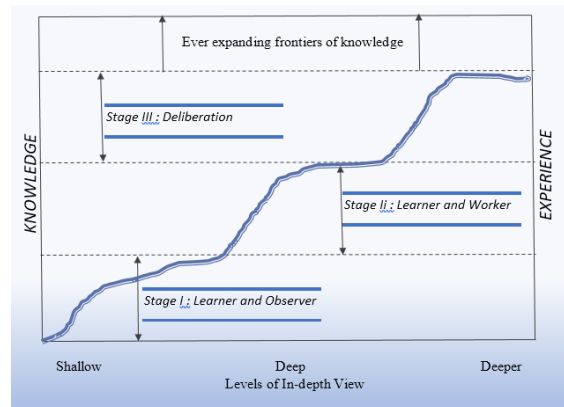 Ever expanding frontiers of knowledge
Stage III : Deliberation
KNOWLEDGE
EXPERIENCE
Stage Ii : Learner and Worker
Stage I : Learner and Observer
Shallow Deep Deeper
Levels of In-depth View